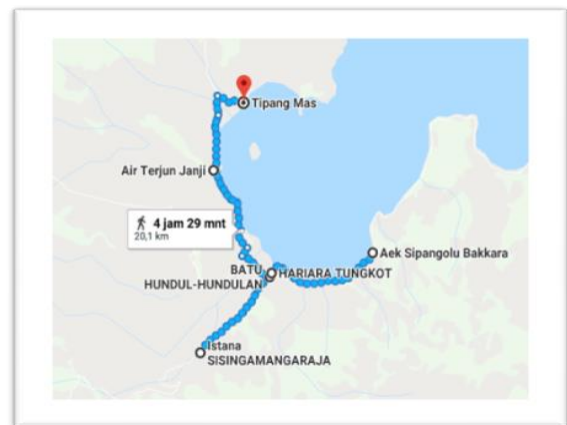 Tipang Mas
Air Terjun Janji
4 jam 29 mnt
20,1 km
Aek Sipangolu Bakkara
BATU
HUNDUL-HUNDULAN
HARIARA TUNGKOT
Istana
SISINGAMANGARAJA